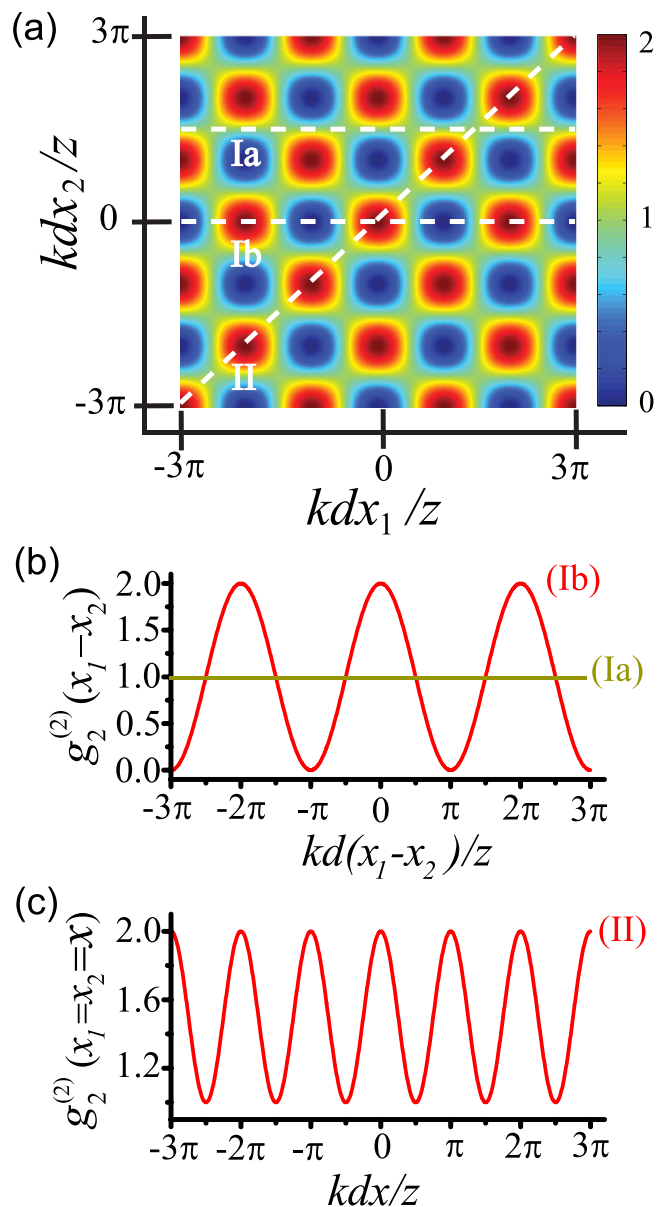 (a)
3π
2
Ia
kdx₂/z
0
1
Ib
II
-3π
0
-3π
0
3π
kdx₁/z
(b)
2.0
(Ib)
1.5
g₂⁽²⁾(x₁−x₂)
1.0
(Ia)
0.5
0.0
-3π -2π -π 0 π 2π 3π
kd(x₁-x₂)/z
(c)
2.0
(II)
g₂⁽²⁾(x₁=x₂=x)
1.6
1.2
-3π -2π -π 0 π 2π 3π
kdx/z